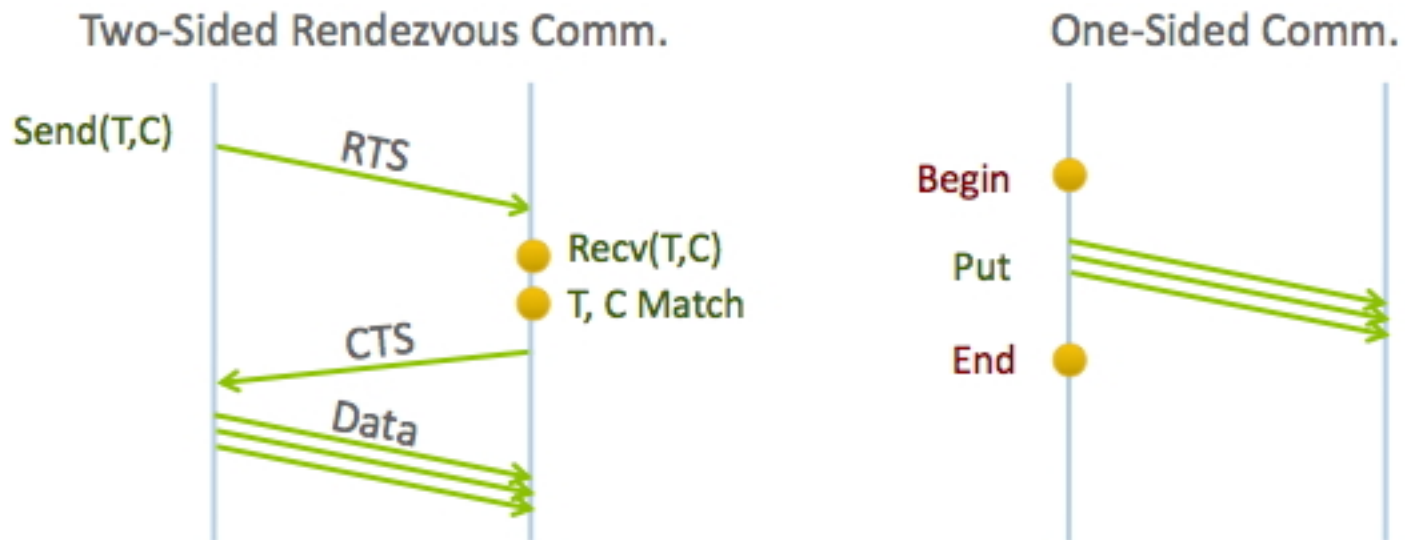 Two-Sided Rendezvous Comm.
Send(T,C)
RTS
Recv(T,C)
T, C Match
CTS
Data
One-Sided Comm.
Begin
Put
End